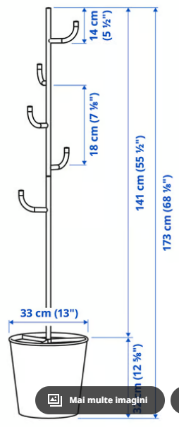 14 cm
(5 ½")
18 cm (7 ⅛")
141 cm (55 ½")
173 cm (68 ⅛")
33 cm (13")
cm (12 ⅝")
Mai multe imagini